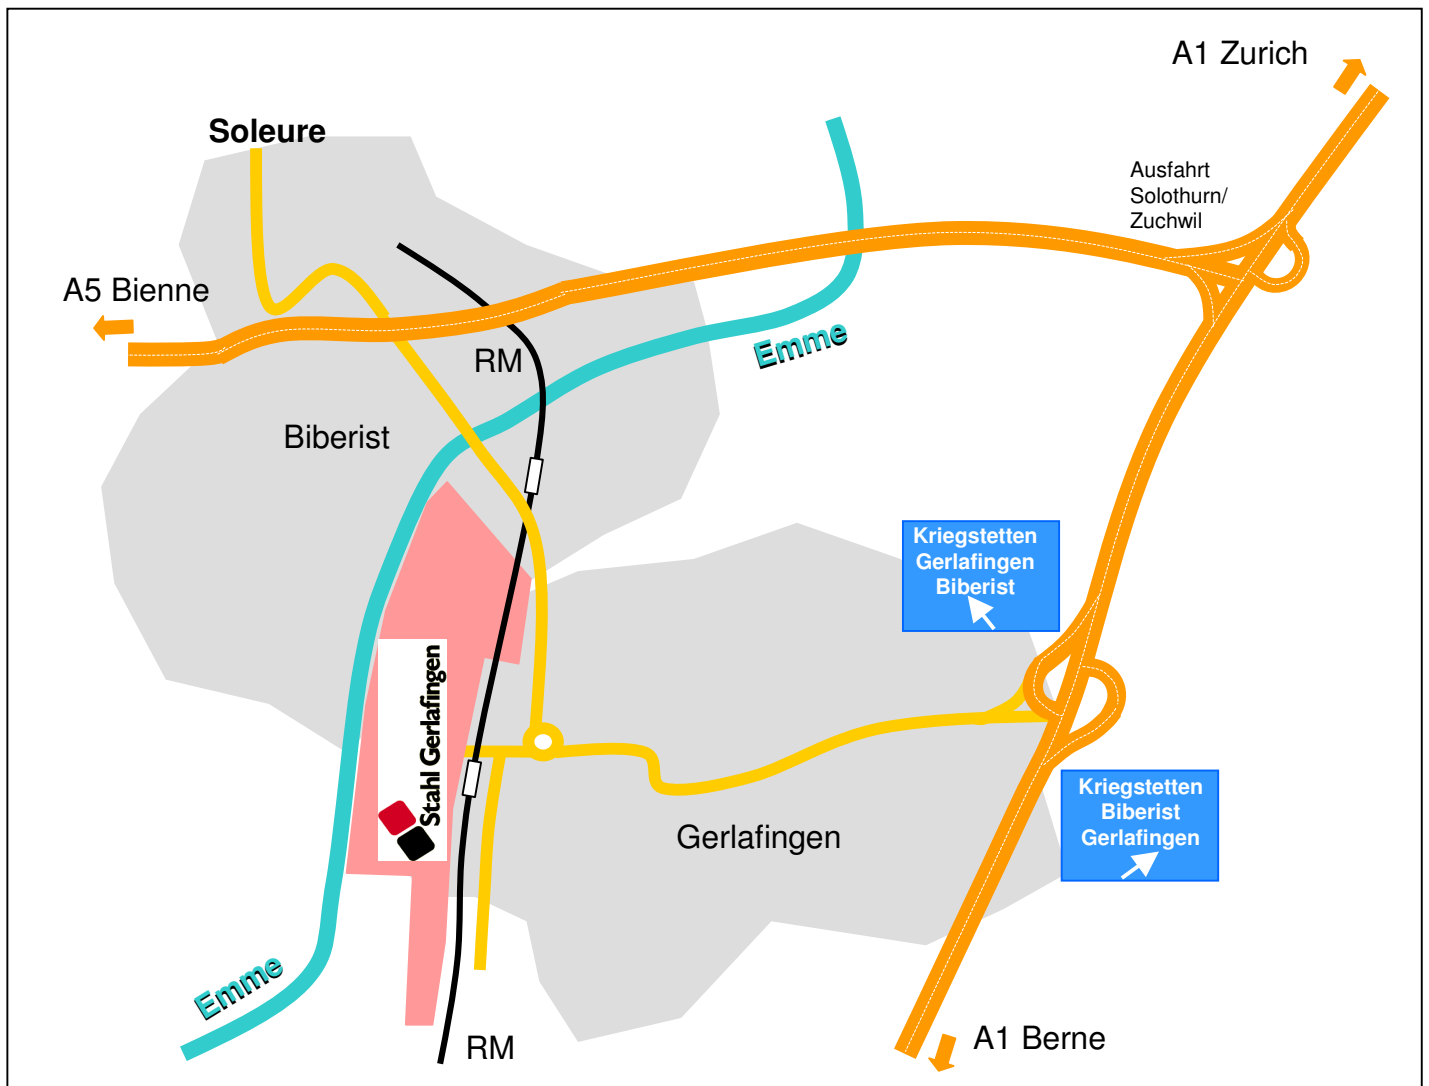 A1 Zurich
Soleure
Ausfahrt
Solothurn/
Zuchwil
A5 Bienne
Emme
RM
Biberist
Kriegstetten
Gerlafingen
Biberist
Stahl Gerlafingen
Kriegstetten
Biberist
Gerlafingen
Gerlafingen
Emme
RM
A1 Berne